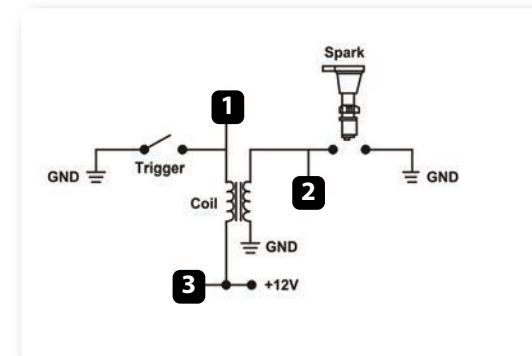 Spark
1
Trigger
GND
GND
2
Coil
GND
3
+12V